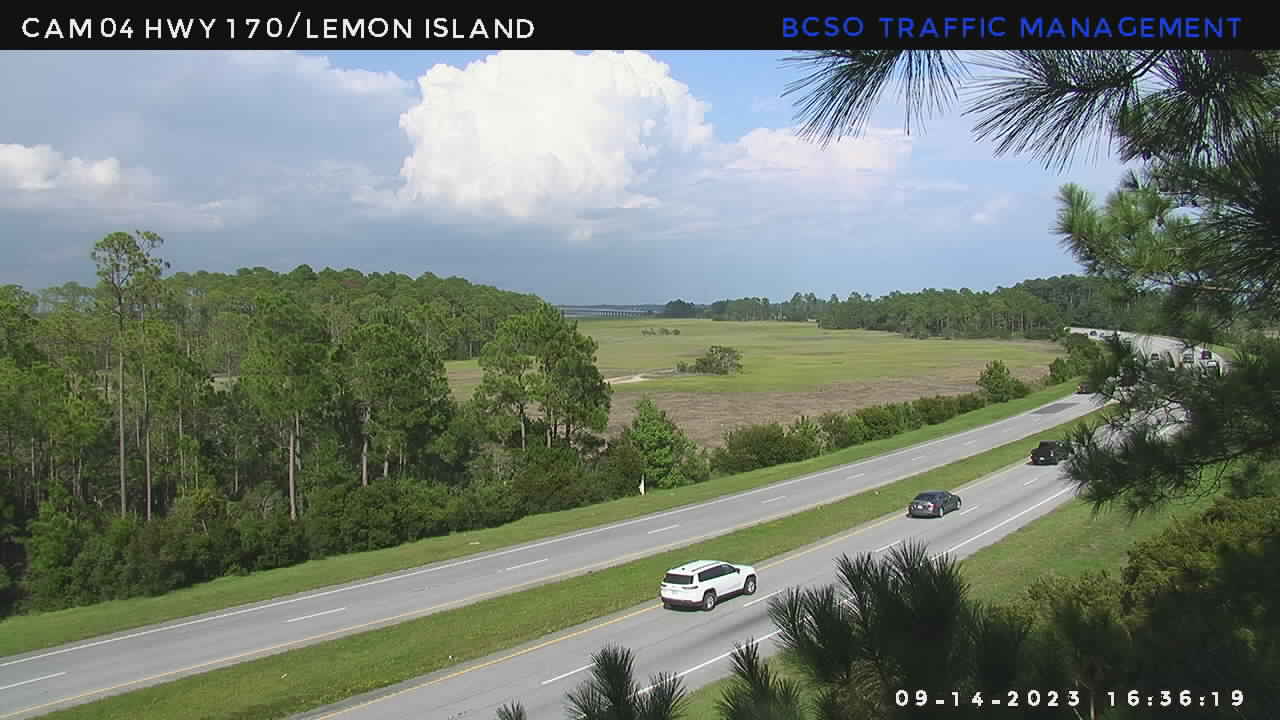 CAM04 HWY 170/LEMON ISLAND
BCSO TRAFFIC MANAGEMENT
09-14-2023 16:36:19